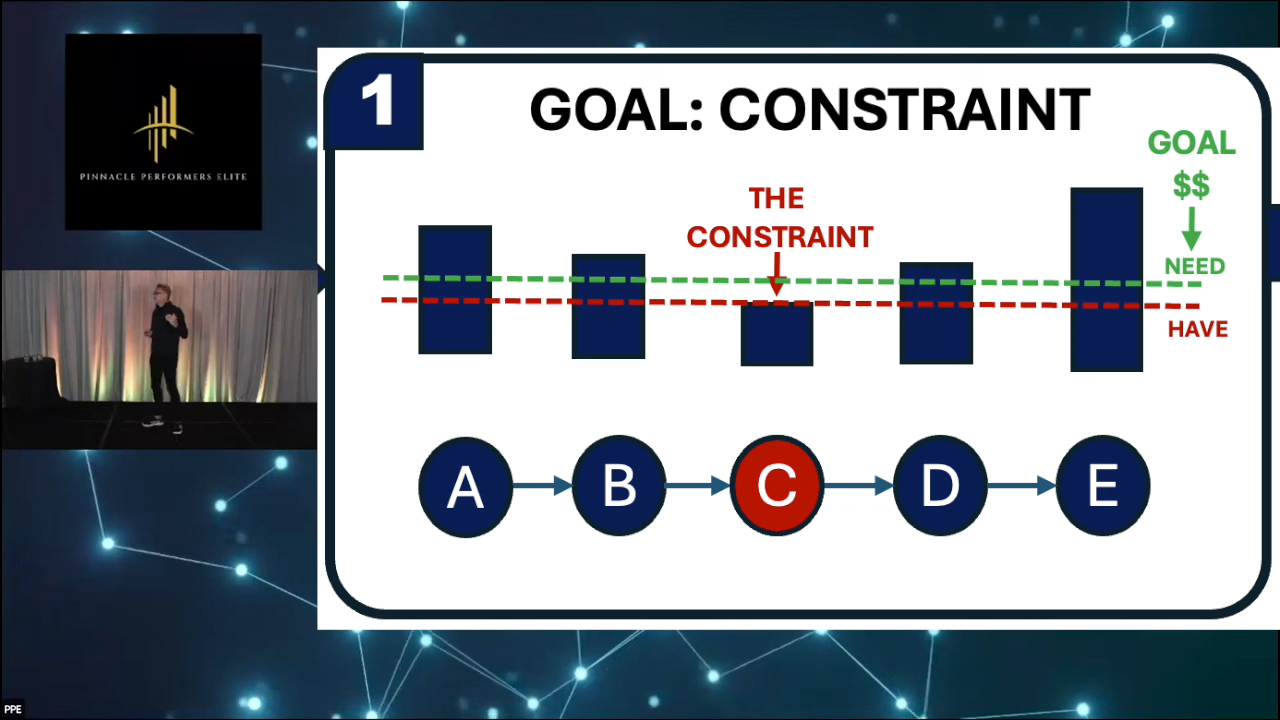 PINNACLE PERFORMERS ELITE
1
GOAL: CONSTRAINT
GOAL
$$
NEED
HAVE
THE
CONSTRAINT
A
B
C
D
E
PPE